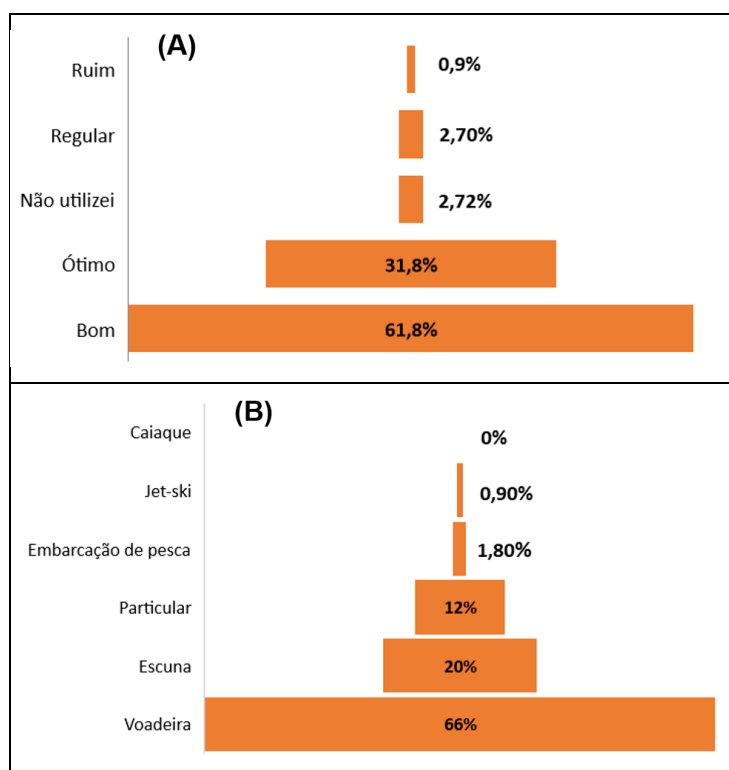 (A)
Ruim 0,9%
Regular 2,70%
Não utilizei 2,72%
Ótimo 31,8%
Bom 61,8%
(B)
Caiaque 0%
Jet-ski 0,90%
Embarcação de pesca 1,80%
Particular 12%
Escuna 20%
Voadeira 66%